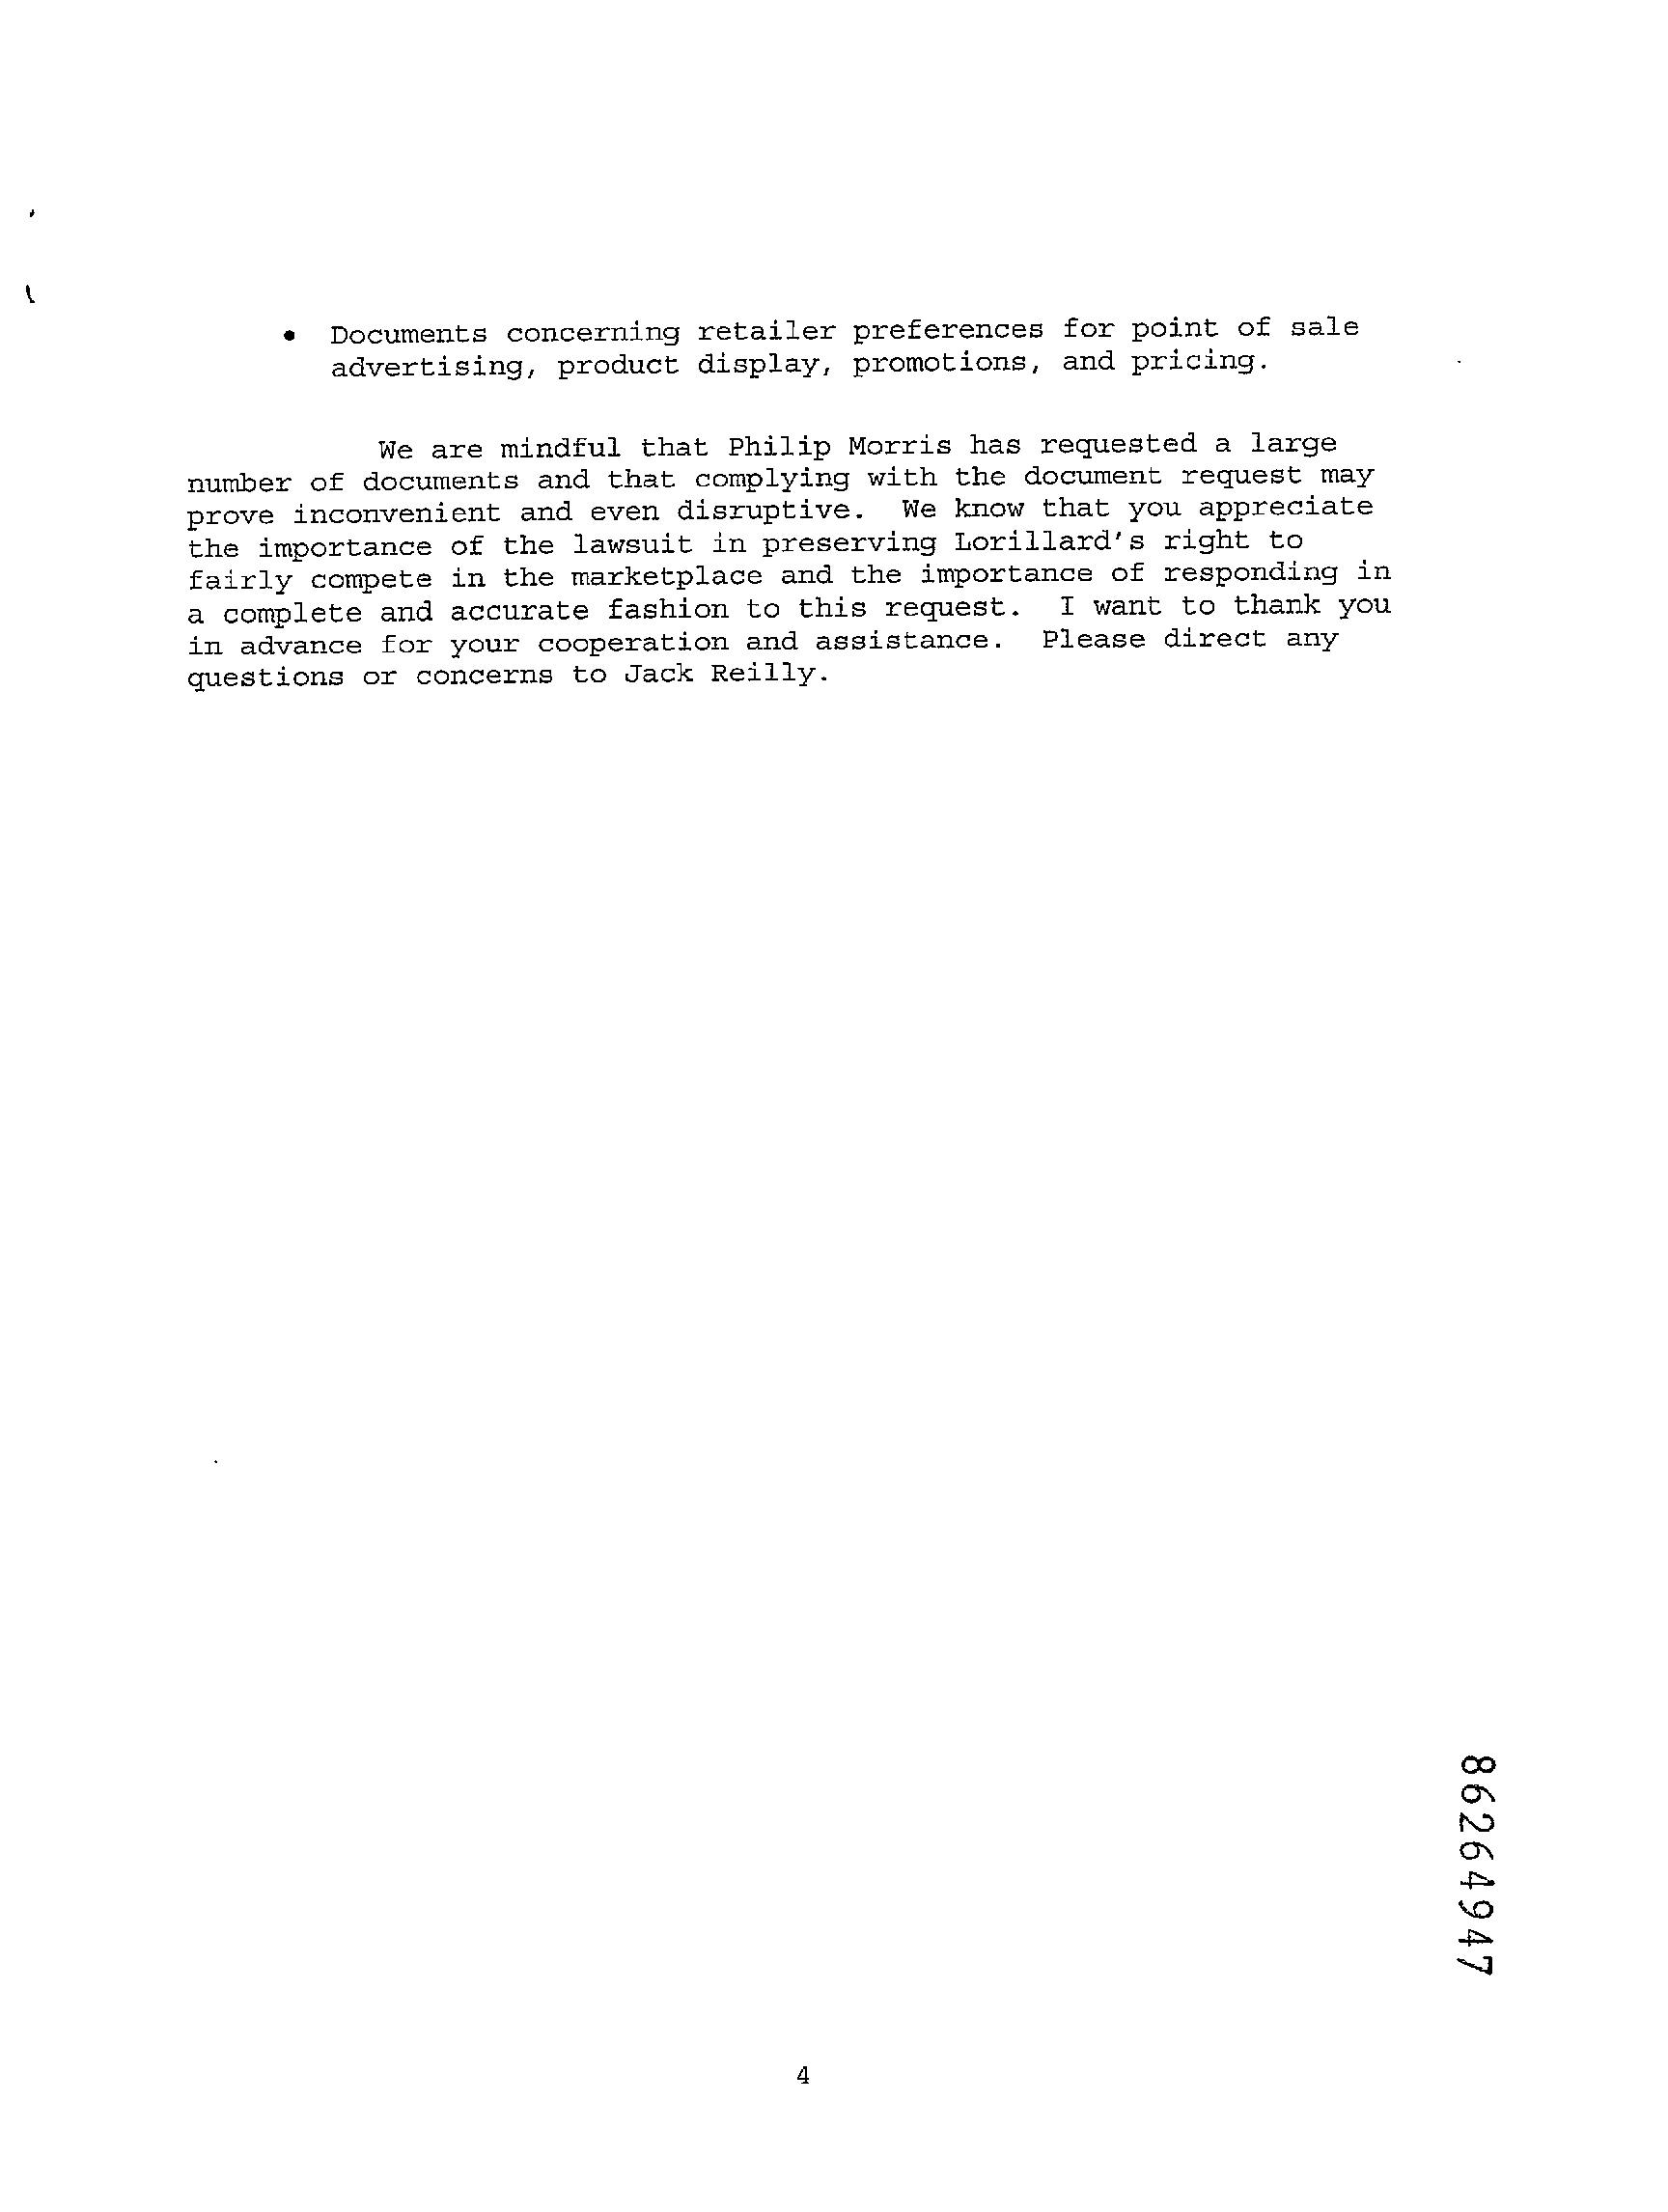 • Documents concerning retailer preferences for point of sale
advertising, product display, promotions, and pricing.
We are mindful that Philip Morris has requested a large
number of documents and that complying with the document request may
prove inconvenient and even disruptive. We know that you appreciate
the importance of the lawsuit in preserving Lorillard's right to
fairly compete in the marketplace and the importance of responding in
a complete and accurate fashion to this request. I want to thank you
in advance for your cooperation and assistance. Please direct any
questions or concerns to Jack Reilly.
86264947
4